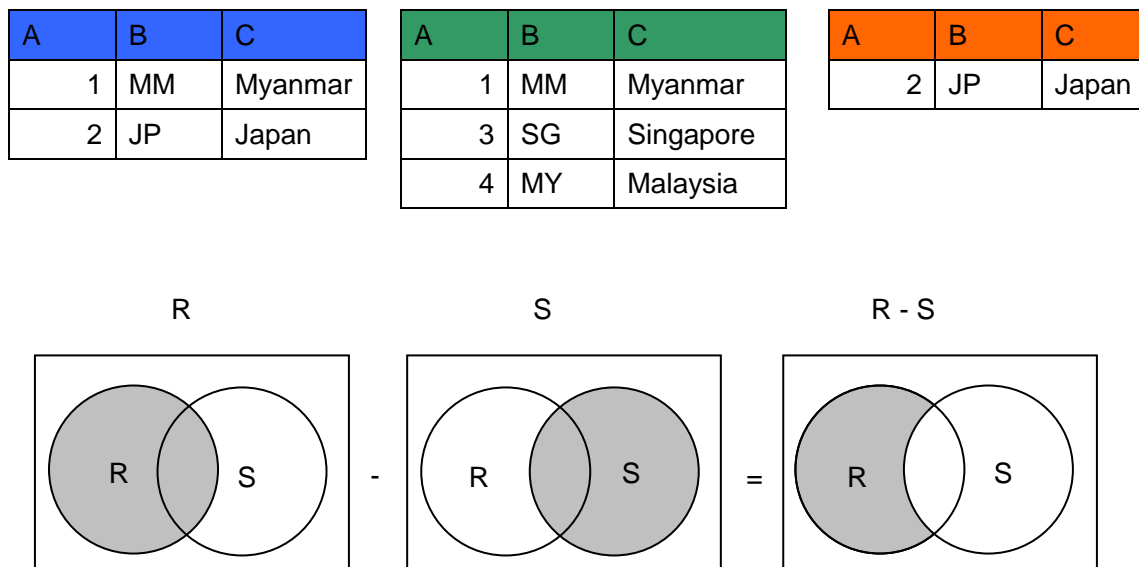 A B C A B C A B C
1 MM Myanmar 1 MM Myanmar 2 JP Japan
2 JP Japan 3 SG Singapore
4 MY Malaysia
R S R - S
R S - R S = R S